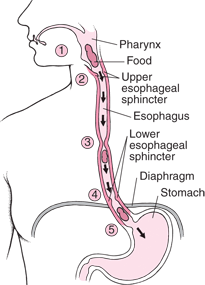 Pharynx
1
Food
2
Upper
esophageal
sphincter
Esophagus
3
Lower
esophageal
sphincter
Diaphragm
4
Stomach
5